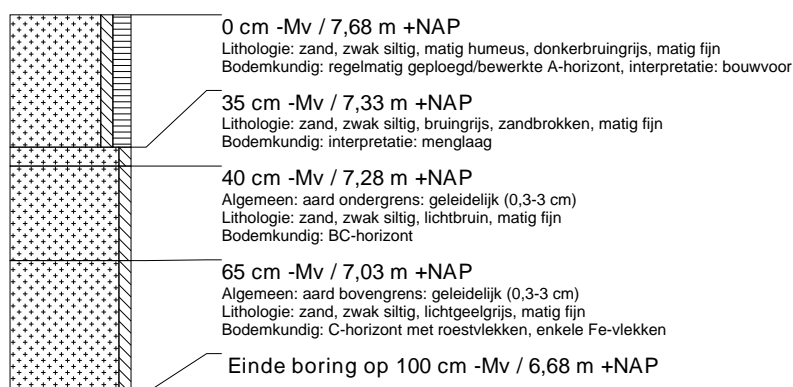 0 cm -Mv / 7,68 m +NAP
Lithologie: zand, zwak siltig, matig humeus, donkerbruingrijs, matig fijn
Bodemkundig: regelmatig geploegd/bewerkte A-horizont, interpretatie: bouwvoor
35 cm -Mv / 7,33 m +NAP
Lithologie: zand, zwak siltig, bruingrijs, zandbrokken, matig fijn
Bodemkundig: interpretatie: menglaag
40 cm -Mv / 7,28 m +NAP
Algemeen: aard ondergrens: geleidelijk (0,3-3 cm)
Lithologie: zand, zwak siltig, lichtbruin, matig fijn
Bodemkundig: BC-horizont
65 cm -Mv / 7,03 m +NAP
Algemeen: aard bovengrens: geleidelijk (0,3-3 cm)
Lithologie: zand, zwak siltig, lichtgeelgrijs, matig fijn
Bodemkundig: C-horizont met roestvlekken, enkele Fe-vlekken
Einde boring op 100 cm -Mv / 6,68 m +NAP